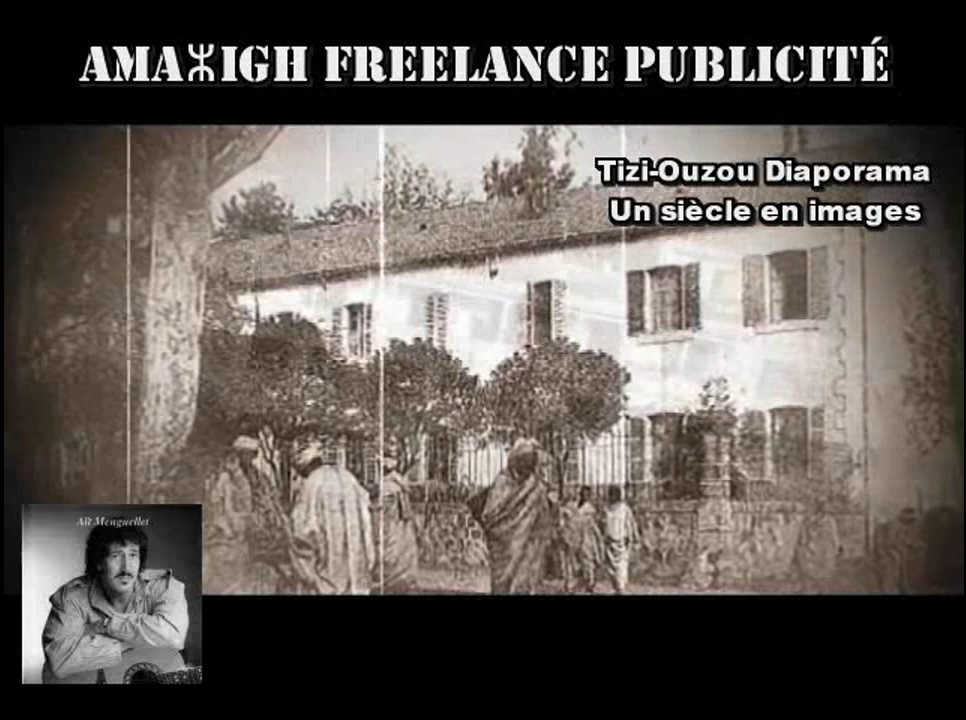 AMAⵣIGH FREELANCE PUBLICITÉ
Tizi-Ouzou Diaporama
Un siècle en images
Aït Menguellet